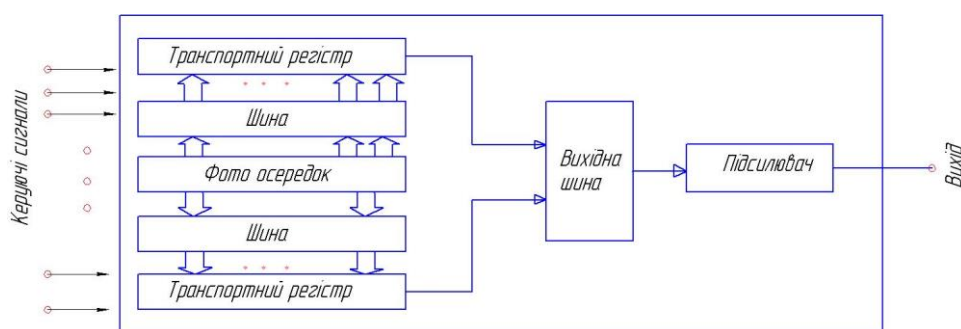 Керуючі сигнали
Транспортний регістр
Шина
Фото осередок
Шина
Транспортний регістр
Вихідна
шина
Підсилювач
Вихід